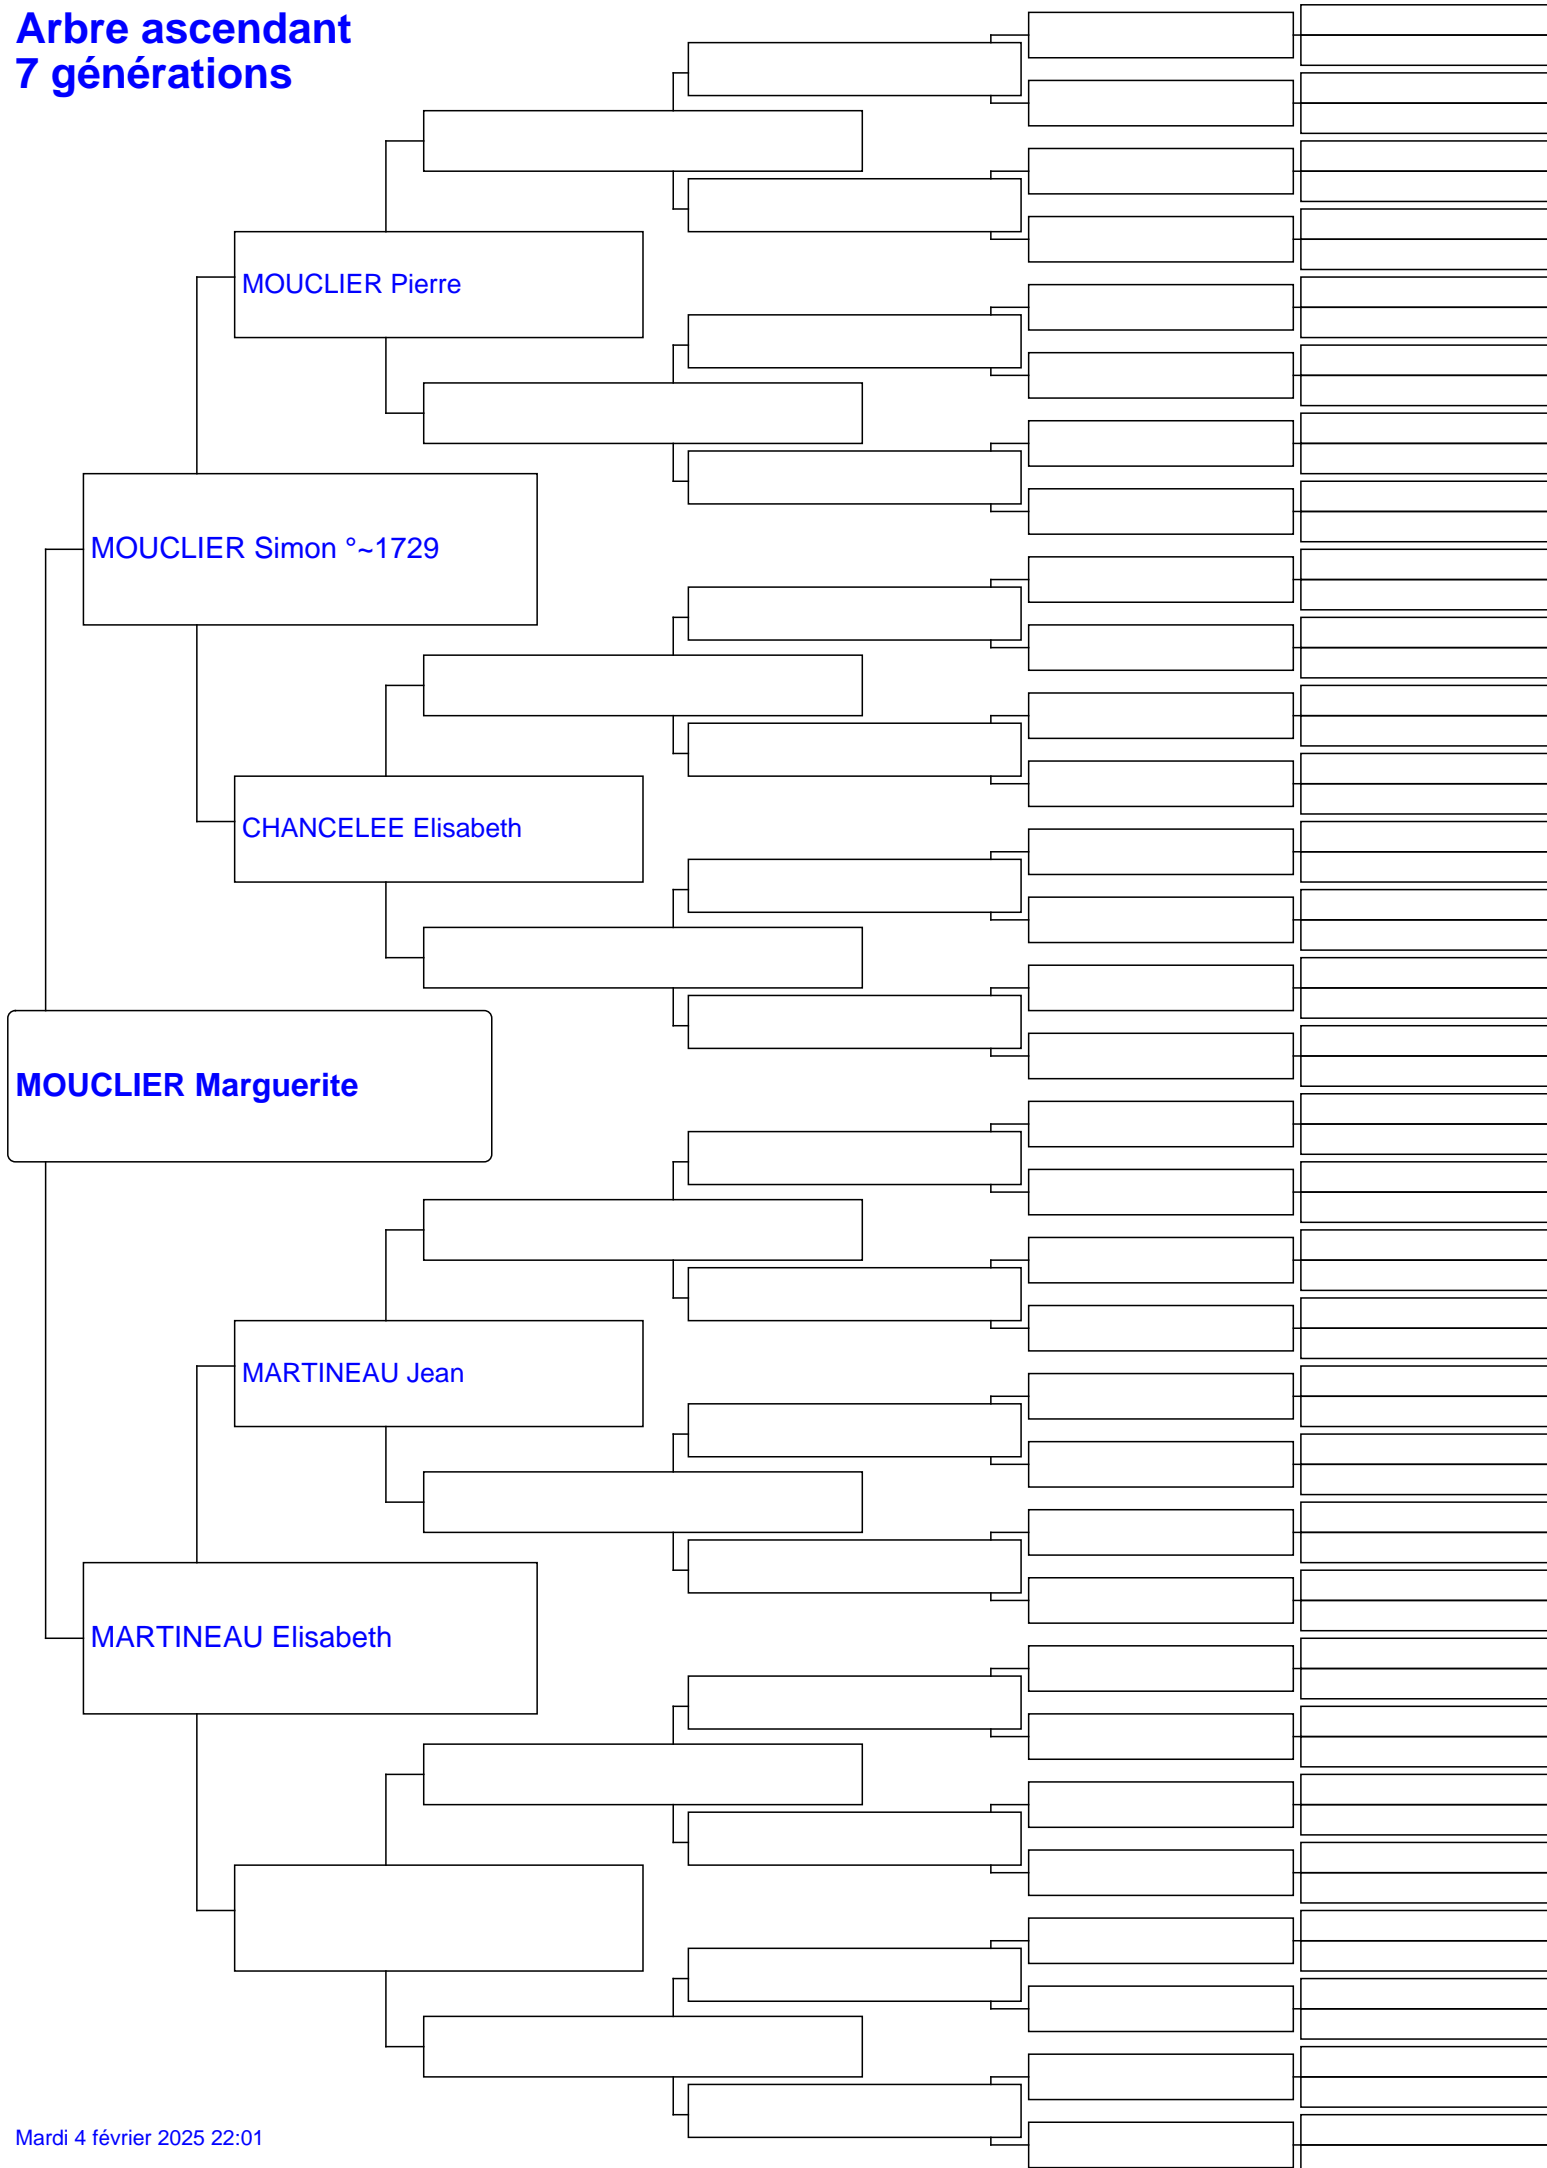 Arbre ascendant
7 générations
MOUCLIER Pierre
MOUCLIER Simon °~1729
CHANCELEE Elisabeth
MOUCLIER Marguerite
MARTINEAU Jean
MARTINEAU Elisabeth
Mardi 4 février 2025 22:01